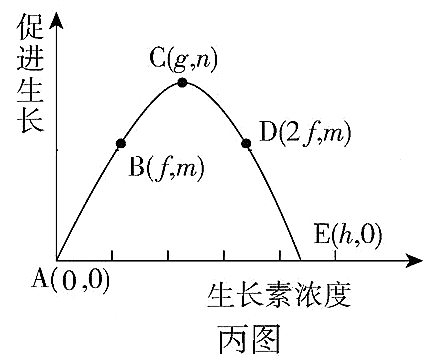 促进生长
C(g,n)
D(2f,m)
B(f,m)
E(h,0)
A(0,0)
生长素浓度
丙图